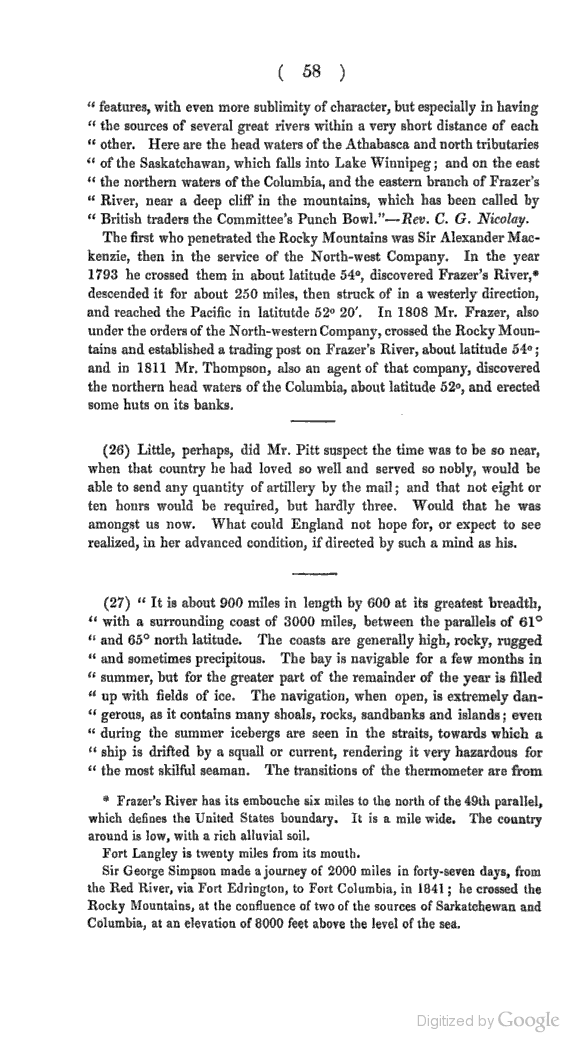 ( 58 )
“ features, with even more sublimity of character, but especially in having
“ the sources of several great rivers within a very short distance of each
“ other. Here are the head waters of the Athabasca and north tributaries
“ of the Saskatchawan, which falls into Lake Winnipeg; and on the east
“ the northern waters of the Columbia, and the eastern branch of Frazer's
“ River, near a deep cliff in the mountains, which has been called by
“ British traders the Committee's Punch Bowl.”—Rev. C. G. Nicolay.
The first who penetrated the Rocky Mountains was Sir Alexander Mac-
kenzie, then in the service of the North-west Company. In the year
1793 he crossed them in about latitude 54°, discovered Frazer's River,*
descended it for about 250 miles, then struck of in a westerly direction,
and reached the Pacific in latitutde 52° 20′. In 1808 Mr. Frazer, also
under the orders of the North-western Company, crossed the Rocky Moun-
tains and established a trading post on Frazer's River, about latitude 54°;
and in 1811 Mr. Thompson, also an agent of that company, discovered
the northern head waters of the Columbia, about latitude 52°, and erected
some huts on its banks.
(26) Little, perhaps, did Mr. Pitt suspect the time was to be so near,
when that country he had loved so well and served so nobly, would be
able to send any quantity of artillery by the mail; and that not eight or
ten hours would be required, but hardly three. Would that he was
amongst us now. What could England not hope for, or expect to see
realized, in her advanced condition, if directed by such a mind as his.
(27) “ It is about 900 miles in length by 600 at its greatest breadth,
“ with a surrounding coast of 3000 miles, between the parallels of 61°
“ and 65° north latitude. The coasts are generally high, rocky, rugged
“ and sometimes precipitous. The bay is navigable for a few months in
“ summer, but for the greater part of the remainder of the year is filled
“ up with fields of ice. The navigation, when open, is extremely dan-
“ gerous, as it contains many shoals, rocks, sandbanks and islands; even
“ during the summer icebergs are seen in the straits, towards which a
“ ship is drifted by a squall or current, rendering it very hazardous for
“ the most skilful seaman. The transitions of the thermometer are from
* Frazer's River has its embouche six miles to the north of the 49th parallel,
which defines the United States boundary. It is a mile wide. The country
around is low, with a rich alluvial soil.
Fort Langley is twenty miles from its mouth.
Sir George Simpson made a journey of 2000 miles in forty-seven days, from
the Red River, via Fort Edrington, to Fort Columbia, in 1841; he crossed the
Rocky Mountains, at the confluence of two of the sources of Sarkatchewan and
Columbia, at an elevation of 8000 feet above the level of the sea.
Digitized by Google